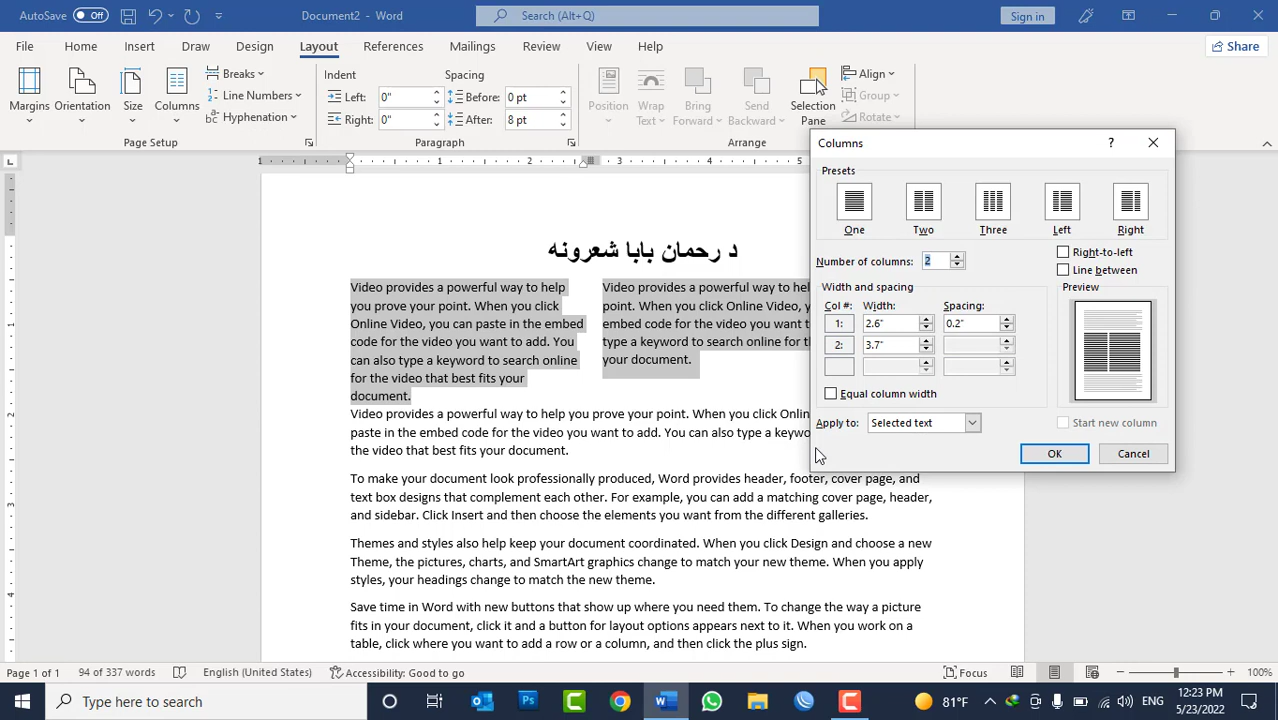 AutoSave Off
Document2 - Word
Search (Alt+Q)
Sign in
File Home Insert Draw Design Layout References Mailings Review View Help
Share
Margins
Orientation
Size
Columns
Breaks
Line Numbers
Hyphenation
Page Setup
Indent
Left: 0"
Right: 0"
Spacing
Before: 0 pt
After: 8 pt
Paragraph
Position
Wrap
Text
Bring
Forward
Send
Backward
Selection
Pane
Align
Group
Rotate
Arrange
1 1 2 3 4 5
د رحمان بابا شعرونه
Video provides a powerful way to help
you prove your point. When you click
Online Video, you can paste in the embed
code for the video you want to add. You
can also type a keyword to search online
for the video that best fits your
document.
Video provides a powerful way to hel
point. When you click Online Video, y
embed code for the video you want t
type a keyword to search online for t
your document.
Video provides a powerful way to help you prove your point. When you click Onlin
paste in the embed code for the video you want to add. You can also type a keywo
the video that best fits your document.
To make your document look professionally produced, Word provides header, footer, cover page, and
text box designs that complement each other. For example, you can add a matching cover page, header,
and sidebar. Click Insert and then choose the elements you want from the different galleries.
Themes and styles also help keep your document coordinated. When you click Design and choose a new
Theme, the pictures, charts, and SmartArt graphics change to match your new theme. When you apply
styles, your headings change to match the new theme.
Save time in Word with new buttons that show up where you need them. To change the way a picture
fits in your document, click it and a button for layout options appears next to it. When you work on a
table, click where you want to add a row or a column, and then click the plus sign.
Columns
?
Presets
One Two Three Left Right
Number of columns: 2
Right-to-left
Line between
Width and spacing
Col #: Width: Spacing:
1: 2.6" 0.2"
2: 3.7"
Equal column width
Preview
Apply to: Selected text
Start new column
OK
Cancel
1
2
3
4
Page 1 of 1
94 of 337 words
English (United States)
Accessibility: Good to go
Focus
100%
Type here to search
Ps
81°F
ENG
12:23 PM
5/23/2022